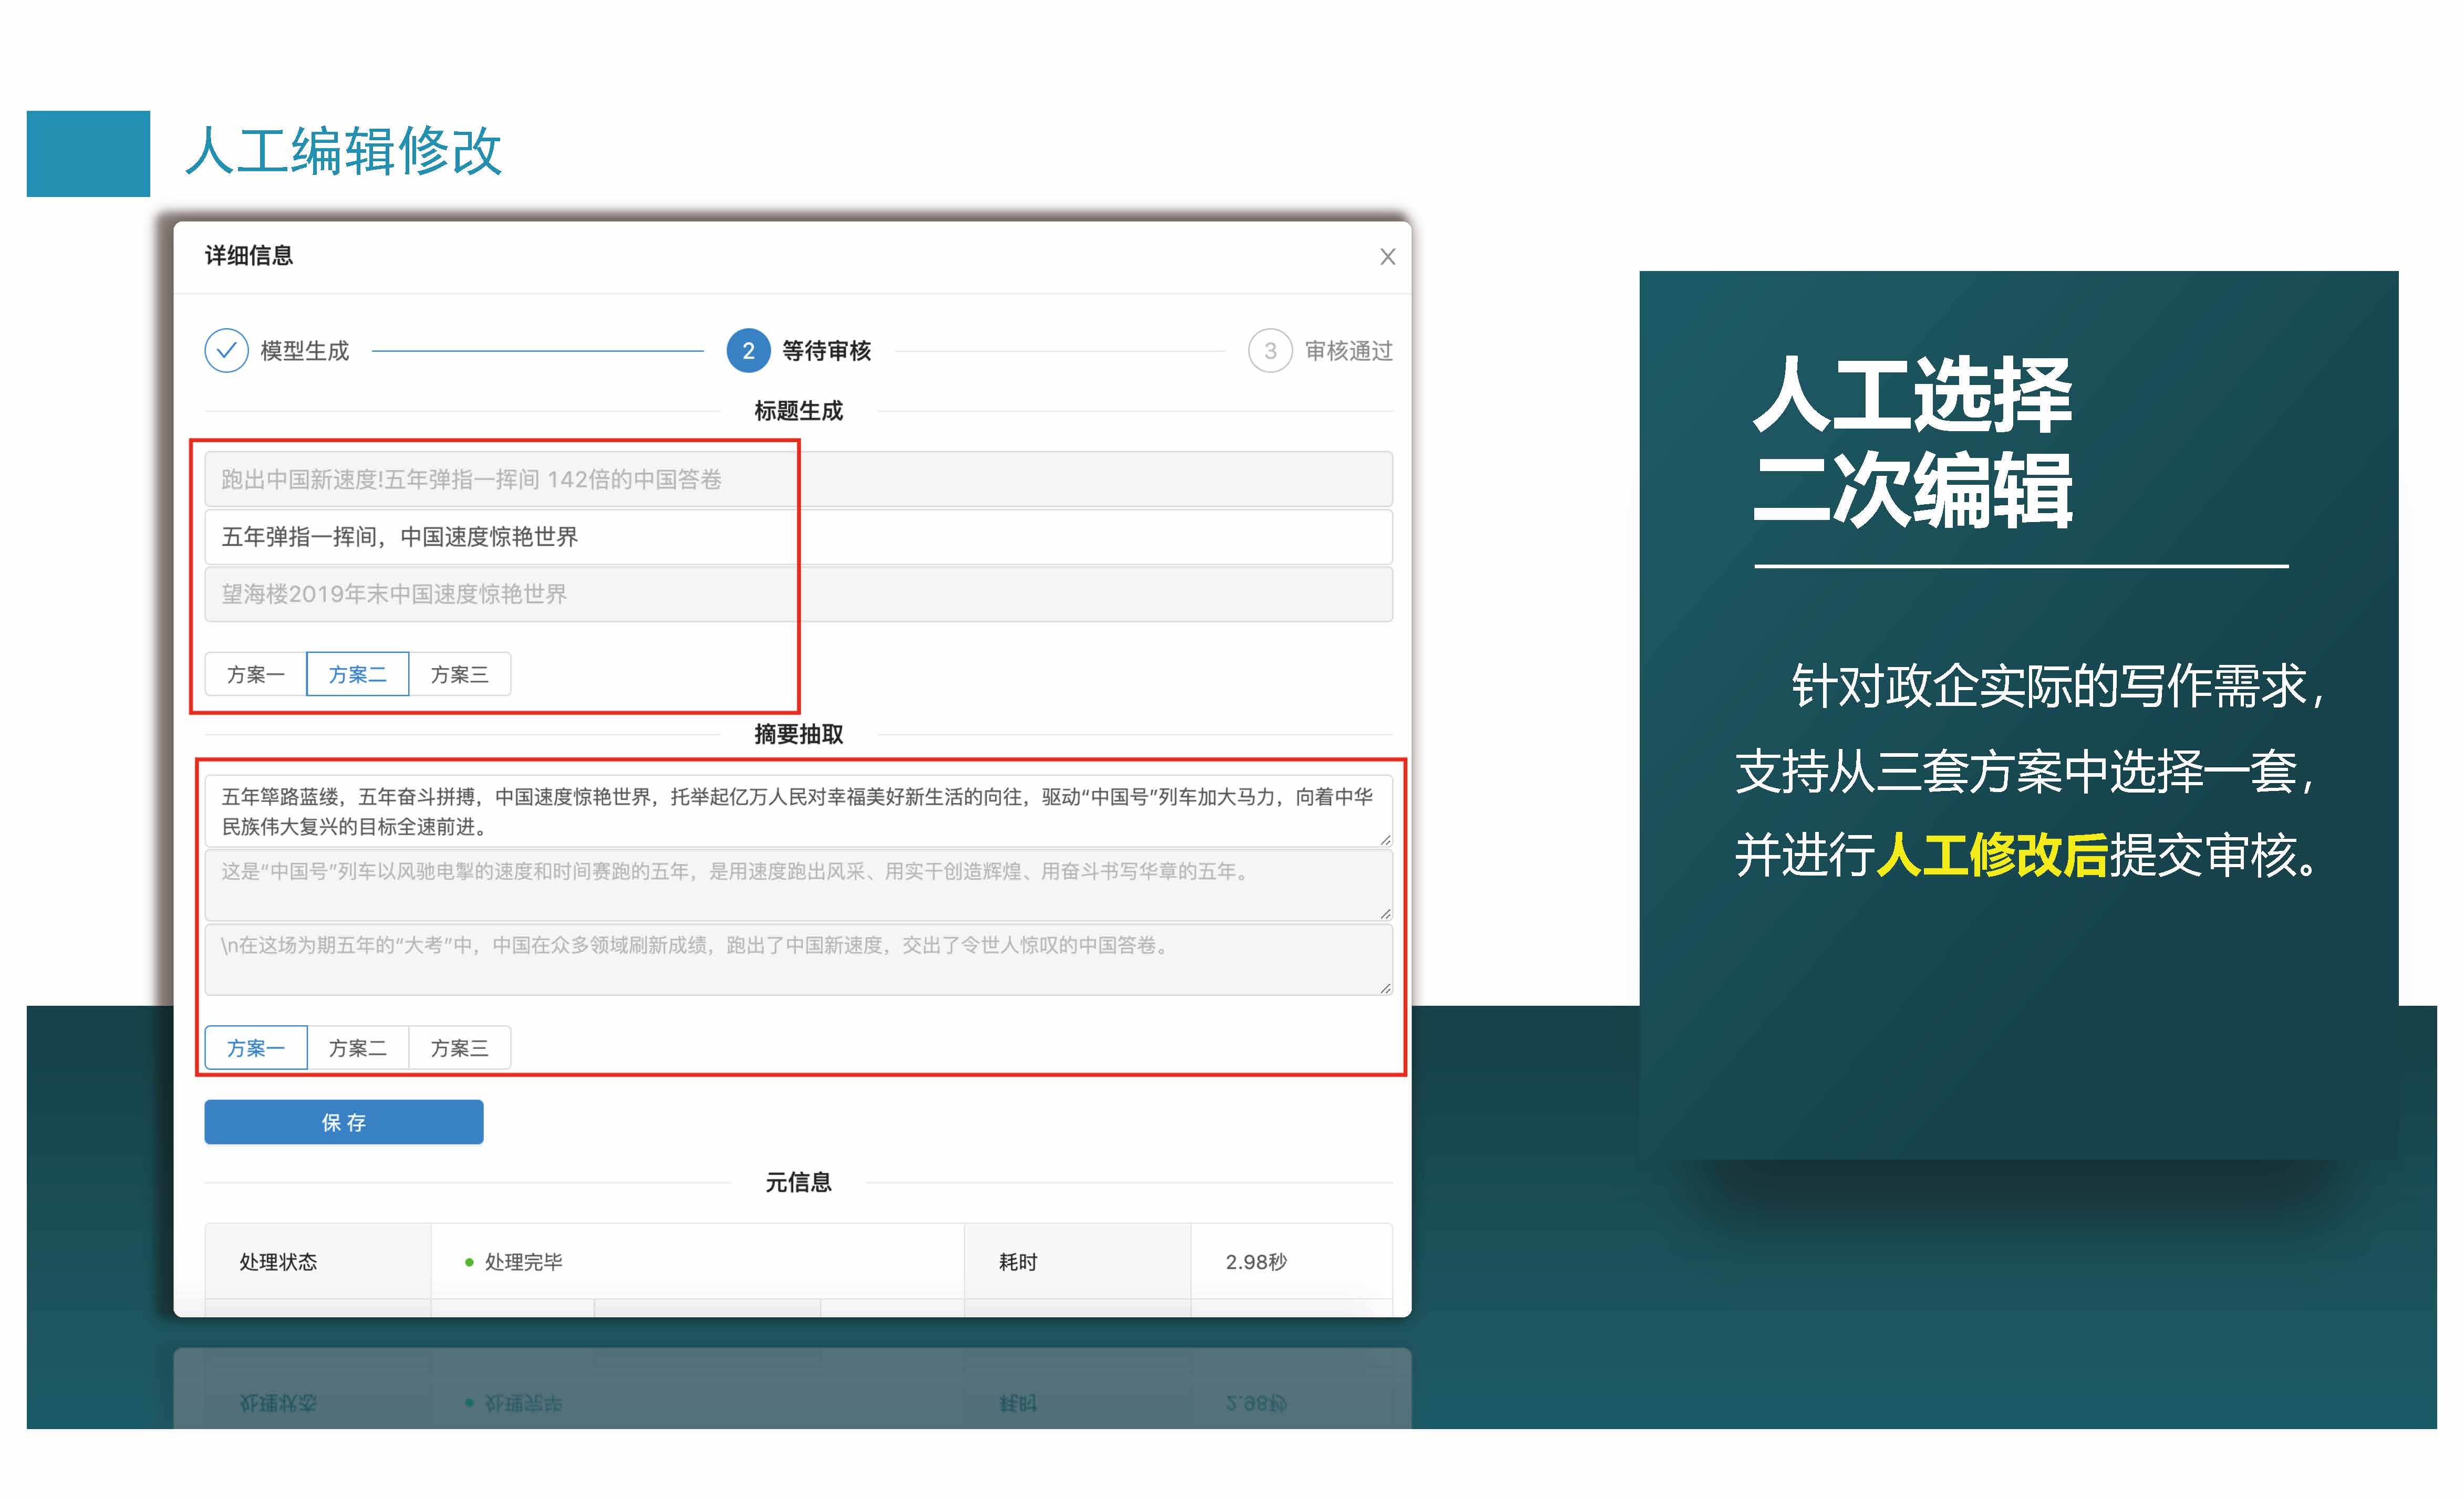 人工编辑修改
详细信息
模型生成
2 等待审核
3 审核通过
标题生成
跑出中国新速度!五年弹指一挥间 142倍的中国答卷
五年弹指一挥间，中国速度惊艳世界
望海楼2019年末中国速度惊艳世界
方案一 方案二 方案三
摘要抽取
五年筚路蓝缕，五年奋斗拼搏，中国速度惊艳世界，托举起亿万人民对幸福美好新生活的向往，驱动“中国号”列车加大马力，向着中华
民族伟大复兴的目标全速前进。
这是“中国号”列车以风驰电掣的速度和时间赛跑的五年，是用速度跑出风采、用实干创造辉煌、用奋斗书写华章的五年。
\n在这场为期五年的“大考”中，中国在众多领域刷新成绩，跑出了中国新速度，交出了令世人惊叹的中国答卷。
方案一 方案二 方案三
保 存
元信息
处理状态 处理完毕 耗时 2.98秒
人工选择
二次编辑
针对政企实际的写作需求，
支持从三套方案中选择一套，
并进行人工修改后提交审核。